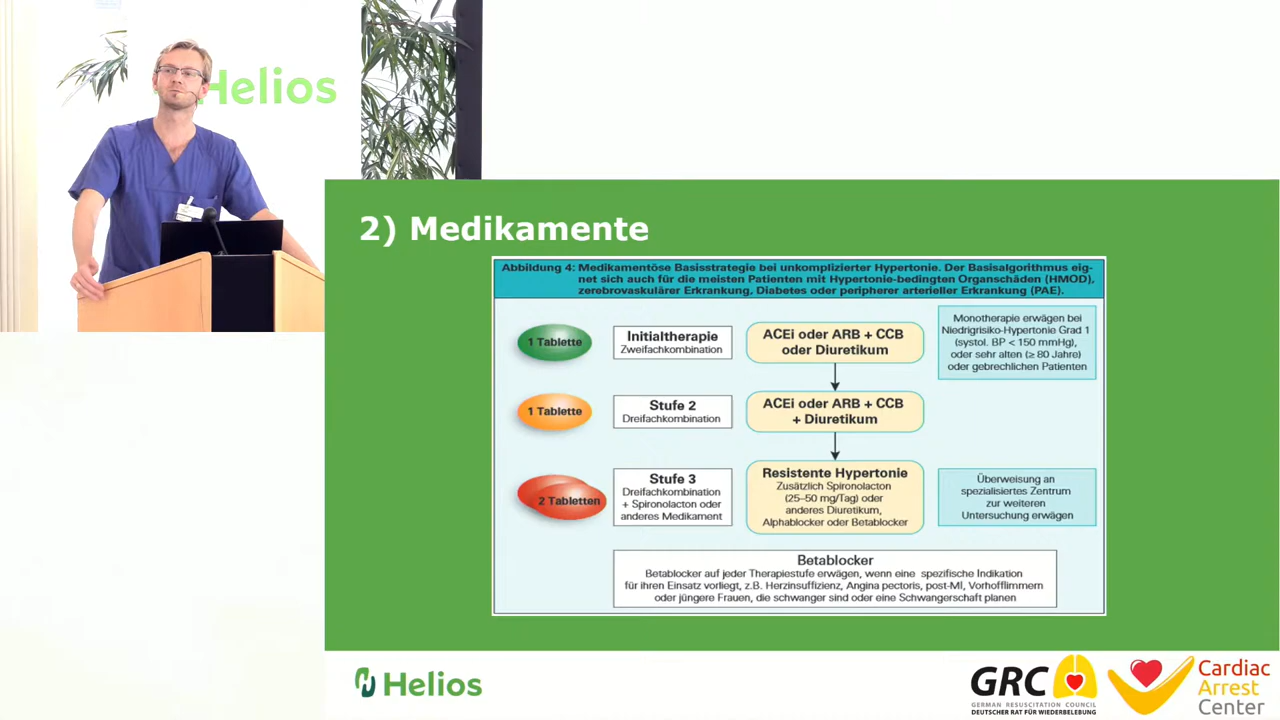 Helios
2) Medikamente
Abbildung 4: Medikamentöse Basisstrategie bei unkomplizierter Hypertonie. Der Basisalgorithmus eig-
net sich auch für die meisten Patienten mit Hypertonie-bedingten Organschäden (HMOD),
zerebrovaskulärer Erkrankung, Diabetes oder peripherer arterieller Erkrankung (PAE).
1 Tablette
Initialtherapie
Zweifachkombination
ACEi oder ARB + CCB
oder Diuretikum
Monotherapie erwägen bei
Niedrigrisiko-Hypertonie Grad 1
(systol. BP < 150 mmHg),
oder sehr alten (≥ 80 Jahre)
oder gebrechlichen Patienten
1 Tablette
Stufe 2
Dreifachkombination
ACEi oder ARB + CCB
+ Diuretikum
2 Tabletten
Stufe 3
Dreifachkombination
+ Spironolacton oder
anderes Medikament
Resistente Hypertonie
Zusätzlich Spironolacton
(25–50 mg/Tag) oder
anderes Diuretikum,
Alphablocker oder Betablocker
Überweisung an
spezialisiertes Zentrum
zur weiteren
Untersuchung erwägen
Betablocker
Betablocker auf jeder Therapiestufe erwägen, wenn eine spezifische Indikation
für ihren Einsatz vorliegt, z.B. Herzinsuffizienz, Angina pectoris, post-MI, Vorhofflimmern
oder jüngere Frauen, die schwanger sind oder eine Schwangerschaft planen
Helios
GRC
GERMAN RESUSCITATION COUNCIL
DEUTSCHER RAT FÜR WIEDERBELEBUNG
Cardiac
Arrest
Center